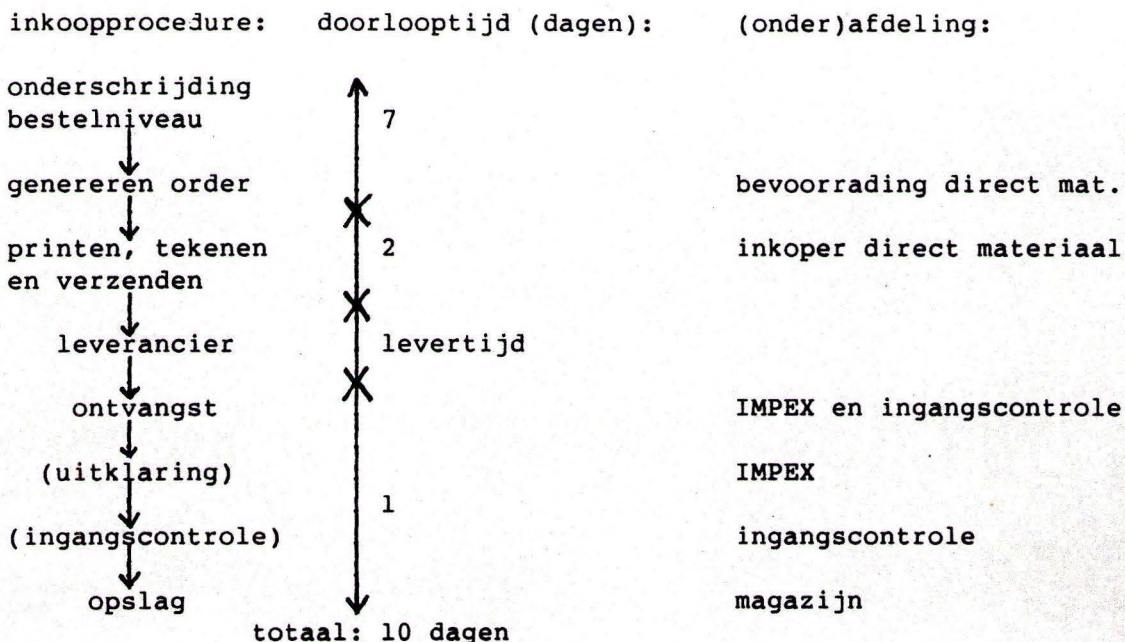 inkoopprocedure: doorlooptijd (dagen): (onder)afdeling:
onderschrijding
bestelniveau 7
genereren order bevoorrading direct mat.
printen, tekenen 2 inkoper direct materiaal
en verzenden
leverancier levertijd
ontvangst IMPEX en ingangscontrole
(uitklaring) IMPEX
1
(ingangscontrole) ingangscontrole
opslag magazijn
totaal: 10 dagen